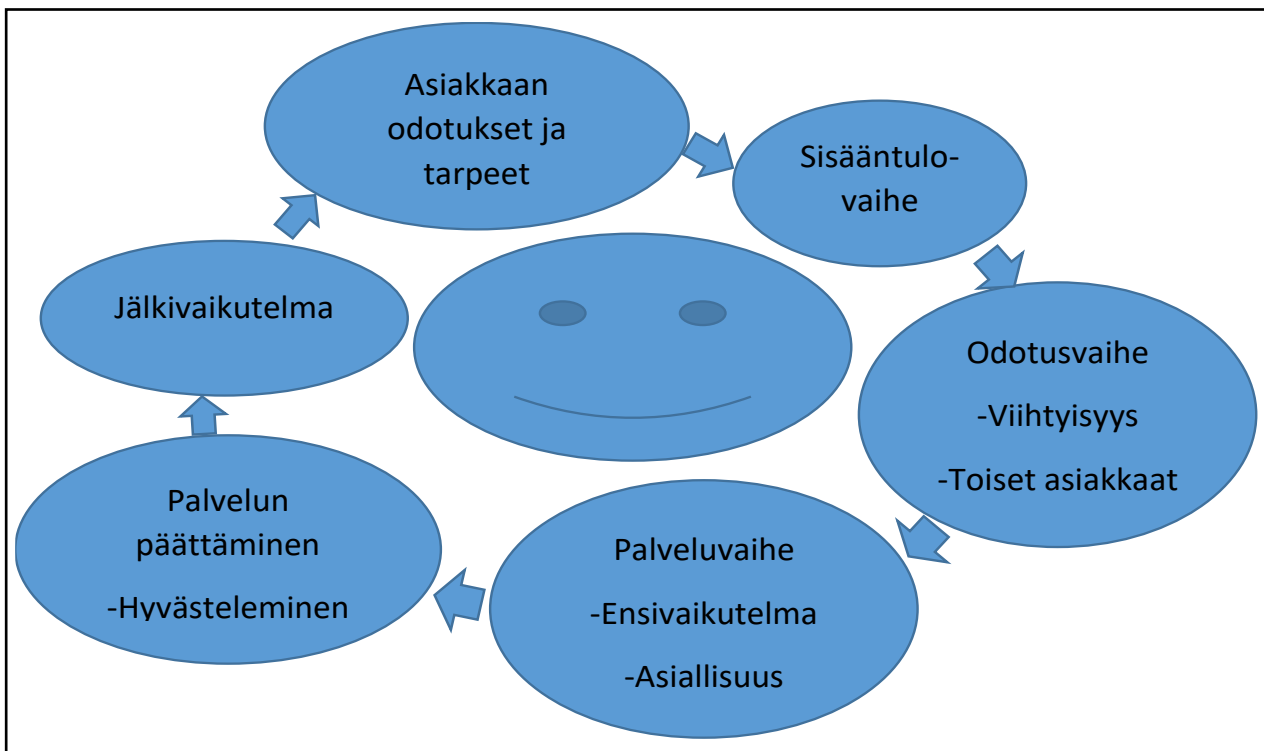 Asiakkaan
odotukset ja
tarpeet
Sisääntulo-
vaihe
Odotusvaihe
-Viihtyisyys
-Toiset asiakkaat
Palveluvaihe
-Ensivaikutelma
-Asiallisuus
Palvelun
päättäminen
-Hyvästeleminen
Jälkivaikutelma